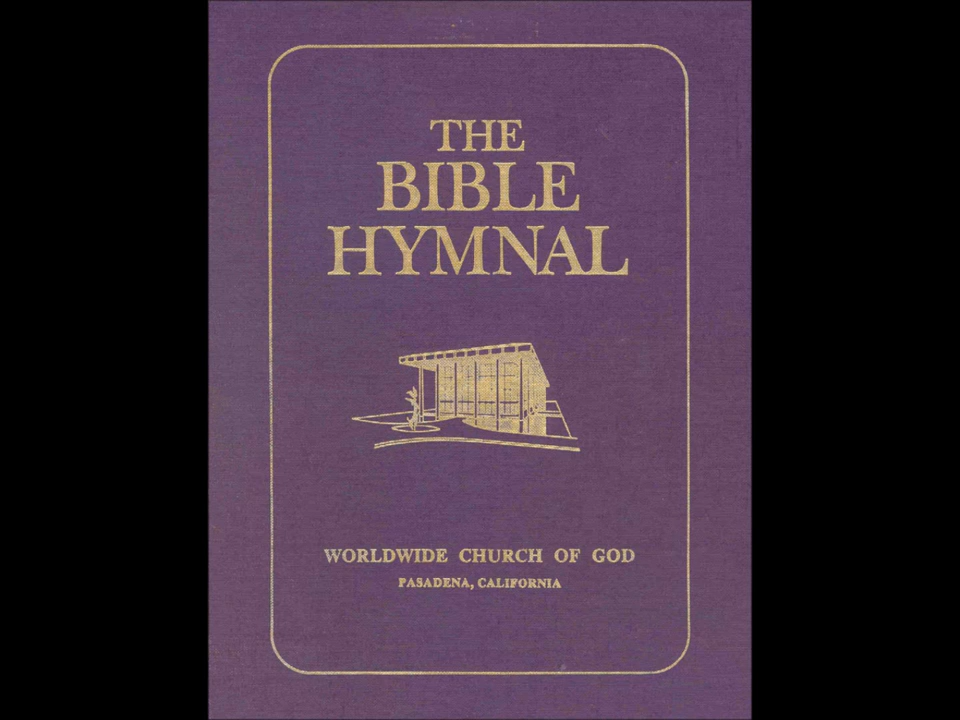 THE
BIBLE
HYMNAL
WORLDWIDE CHURCH OF GOD
PASADENA, CALIFORNIA